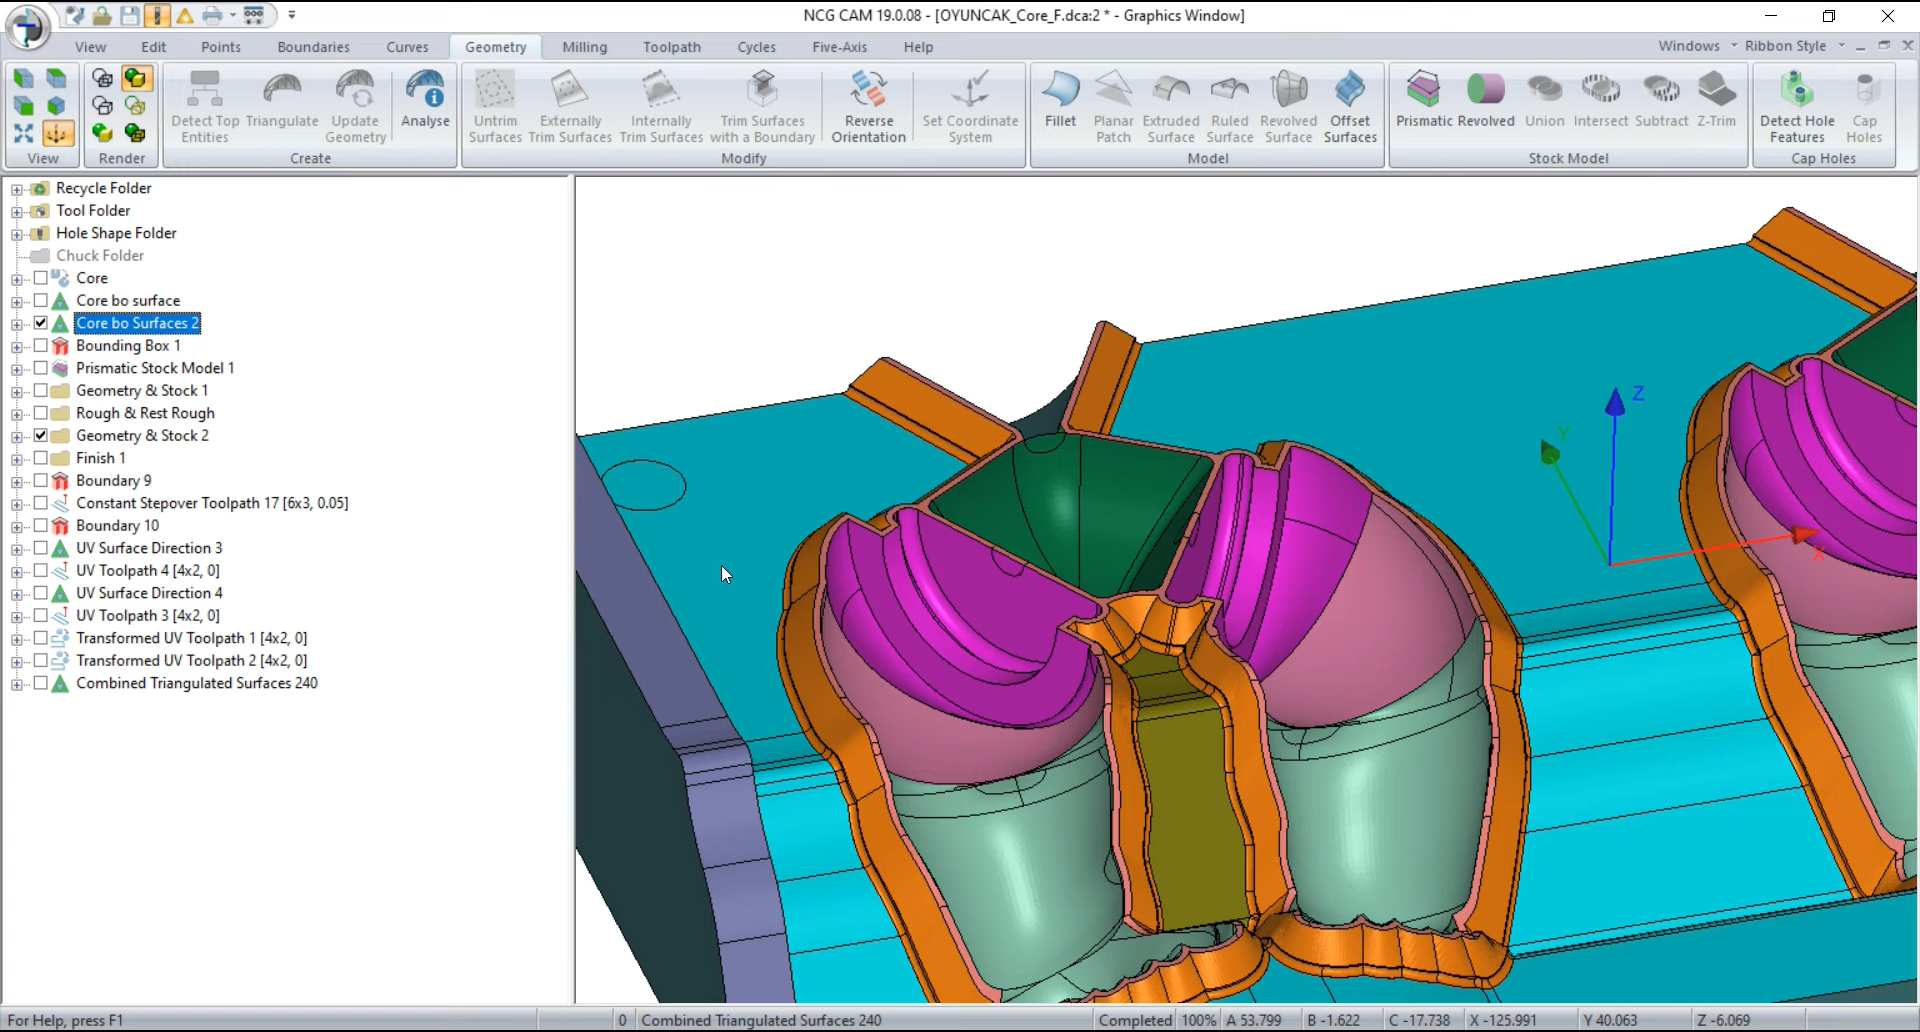 NCG CAM 19.0.08 - [OYUNCAK_Core_F.dca:2 * - Graphics Window]
View Edit Points Boundaries Curves Geometry Milling Toolpath Cycles Five-Axis Help Windows Ribbon Style
Detect Top Entities
Triangulate
Update Geometry
Analyse
Untrim Surfaces
Externally Trim Surfaces
Internally Trim Surfaces
Trim Surfaces with a Boundary
Reverse Orientation
Set Coordinate System
Fillet
Planar Patch
Extruded Surface
Ruled Surface
Revolved Surface
Offset Surfaces
Prismatic
Revolved
Union
Intersect
Subtract
Z-Trim
Detect Hole Features
Cap Holes
View Render Create Modify Model Stock Model Cap Holes
Recycle Folder
Tool Folder
Hole Shape Folder
Chuck Folder
Core
Core bo surface
Core bo Surfaces 2
Bounding Box 1
Prismatic Stock Model 1
Geometry & Stock 1
Rough & Rest Rough
Geometry & Stock 2
Finish 1
Boundary 9
Constant Stepover Toolpath 17 [6x3, 0.05]
Boundary 10
UV Surface Direction 3
UV Toolpath 4 [4x2, 0]
UV Surface Direction 4
UV Toolpath 3 [4x2, 0]
Transformed UV Toolpath 1 [4x2, 0]
Transformed UV Toolpath 2 [4x2, 0]
Combined Triangulated Surfaces 240
Z
Y
X
For Help, press F1 0 Combined Triangulated Surfaces 240 Completed 100% A 53.799 B -1.622 C -17.738 X -125.991 Y 40.063 Z -6.069